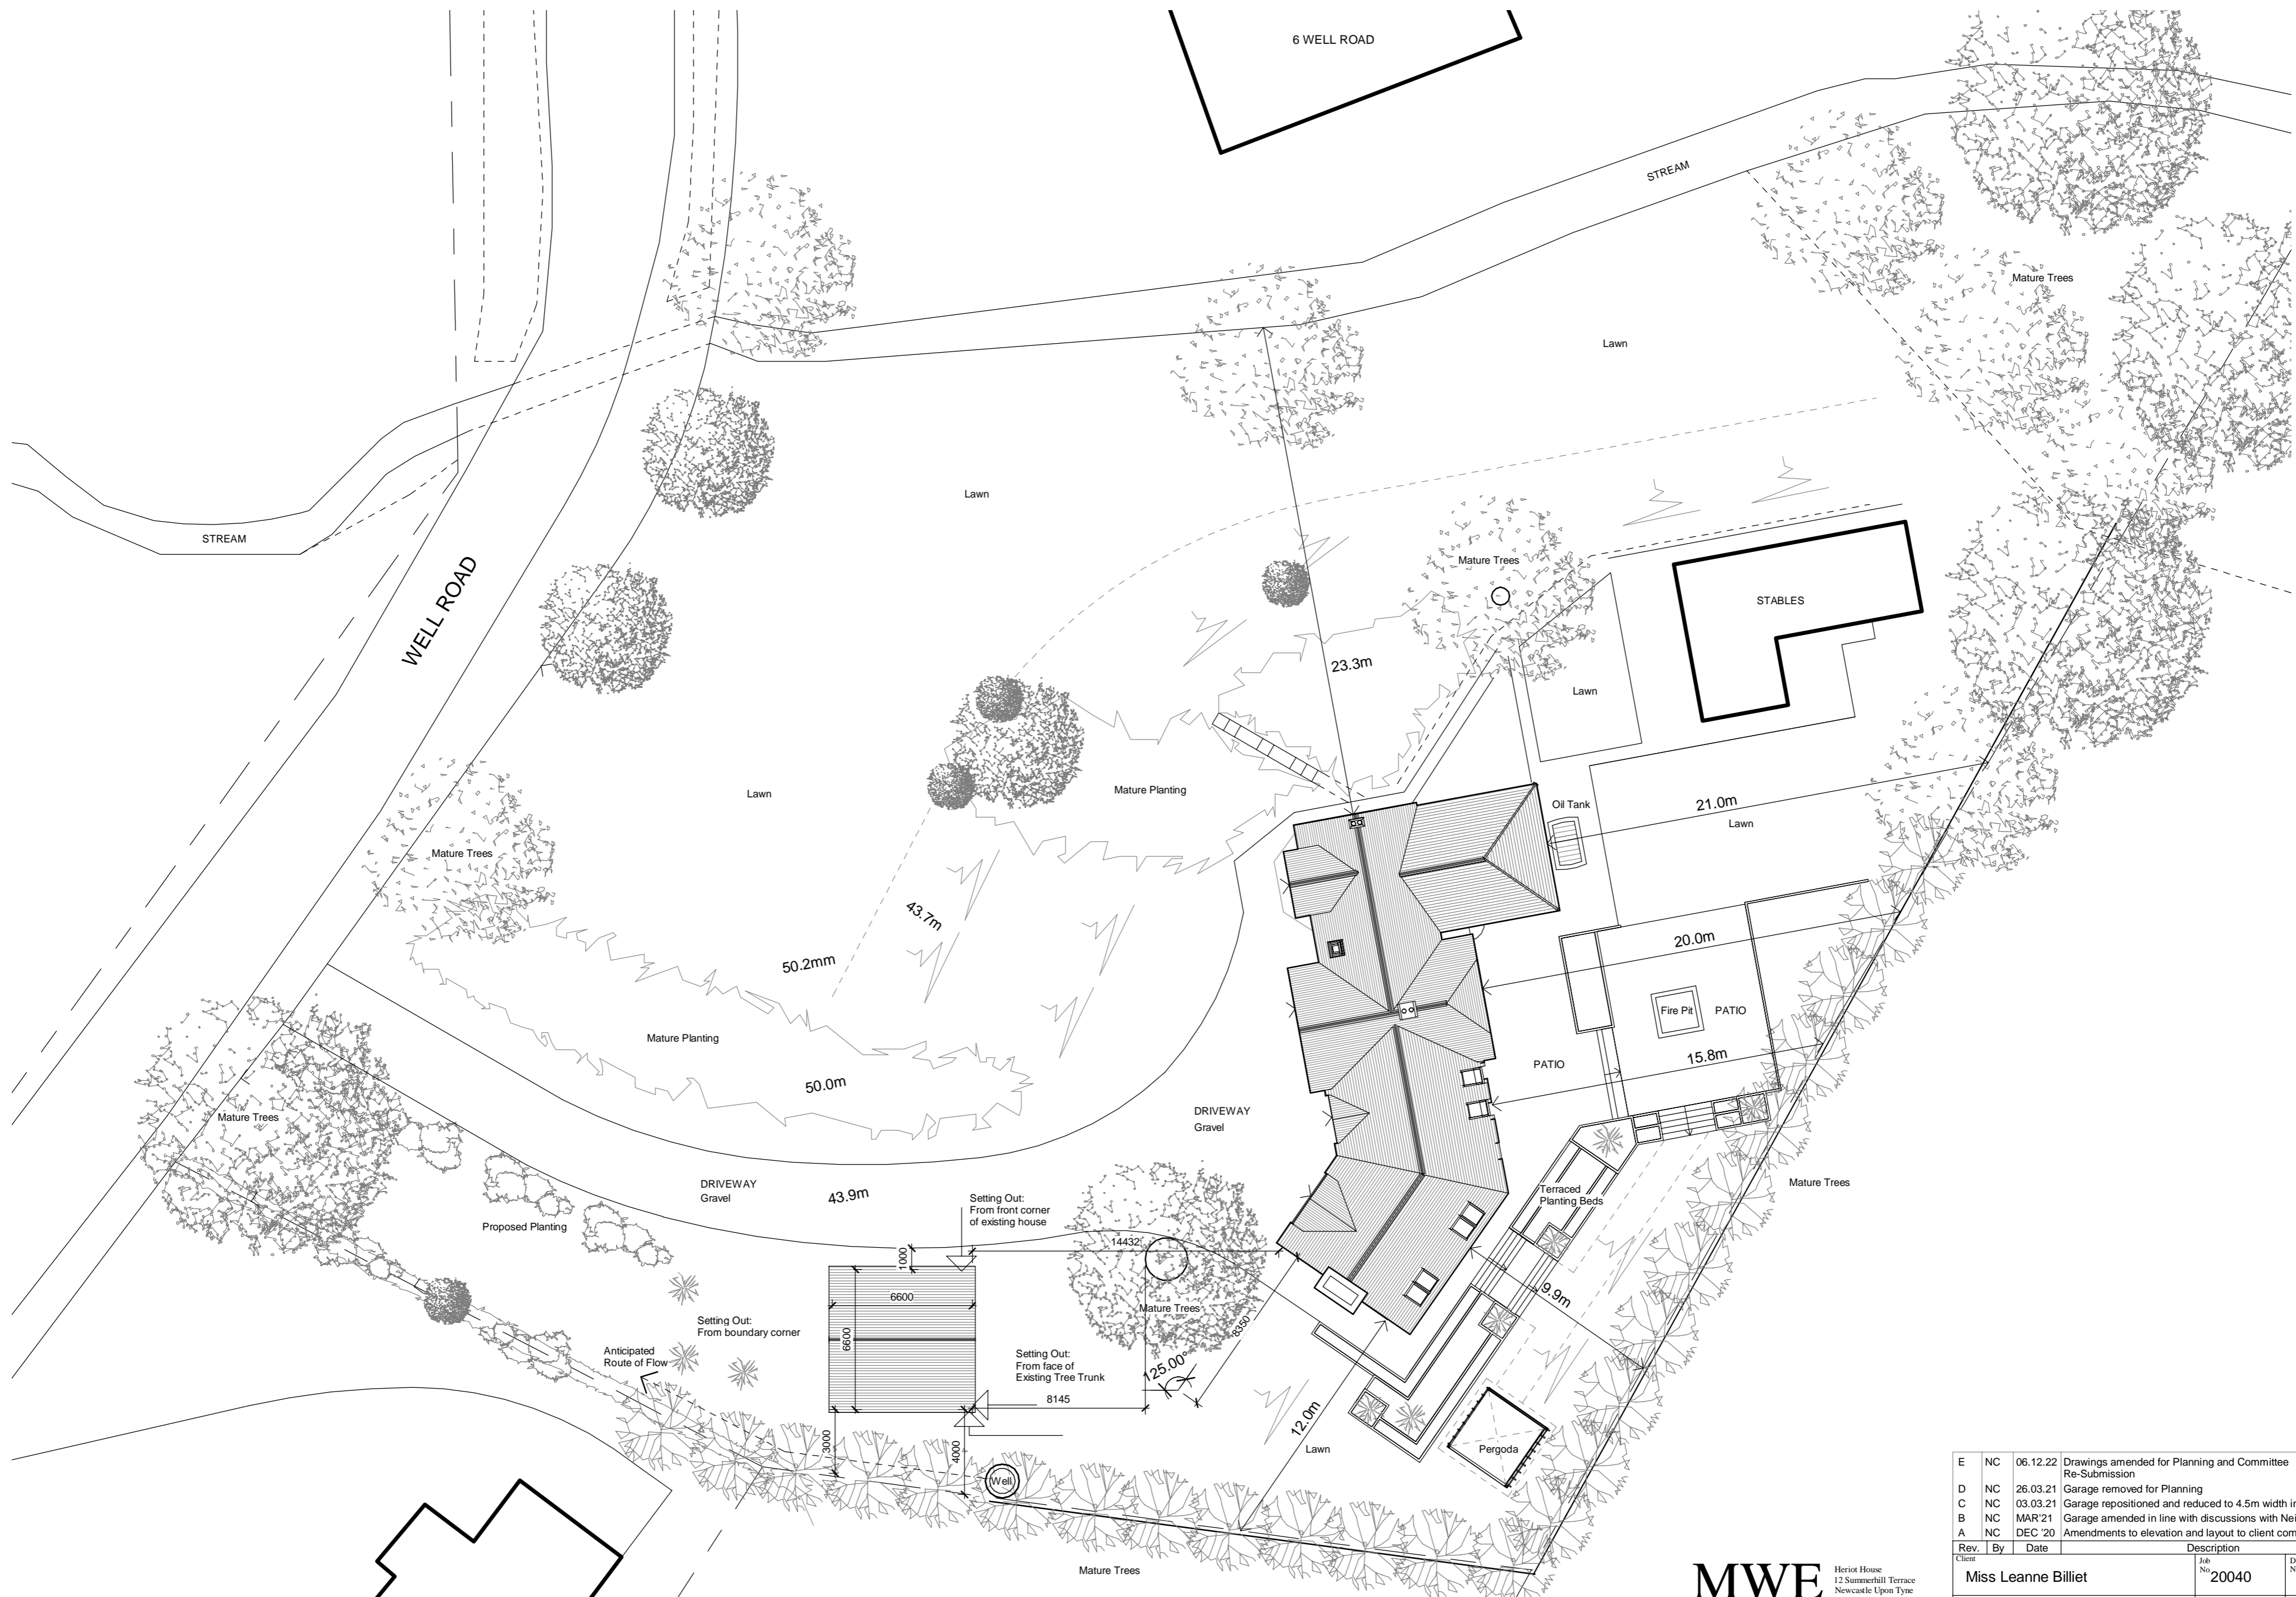 6 WELL ROAD
STREAM
Mature Trees
Lawn
Lawn
STREAM
WELL ROAD
Mature Trees
STABLES
23.3m
Lawn
Mature Planting
Lawn
Oil Tank
21.0m
Lawn
Mature Trees
43.7m
20.0m
50.2mm
Fire Pit
PATIO
Mature Planting
15.8m
PATIO
50.0m
DRIVEWAY
Gravel
Mature Trees
DRIVEWAY
Gravel
43.9m
Setting Out:
From front corner
of existing house
Terraced
Planting Beds
Mature Trees
Proposed Planting
1000
14432
6600
9.9m
Mature Trees
Setting Out:
From boundary corner
6600
8350
Anticipated
Route of Flow
Setting Out:
From face of
Existing Tree Trunk
125.00°
8145
12.0m
3000
4000
Lawn
Pergoda
Well
Mature Trees
E NC 06.12.22 Drawings amended for Planning and Committee
Re-Submission
D NC 26.03.21 Garage removed for Planning
C NC 03.03.21 Garage repositioned and reduced to 4.5m width
B NC MAR'21 Garage amended in line with discussions with
A NC DEC '20 Amendments to elevation and layout to client
Rev. By Date Description
Client
Job
No
Miss Leanne Billiet
20040
MWE
Heriot House
12 Summerhill Terrace
Newcastle Upon Tyne